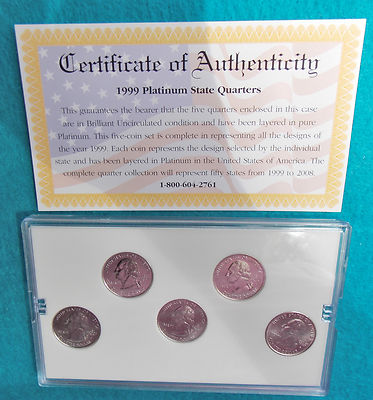 Certificate of Authenticity
1999 Platinum State Quarters
This guarantees the bearer that the five quarters enclosed in this case
are in Brilliant Uncirculated condition and have been layered in pure
Platinum. This five-coin set is complete in representing all the designs of
the year 1999. Each coin represents the design selected by the individual
state and has been layered in Platinum in the United States of America. The
complete quarter collection will represent fifty states from 1999 to 2008.
1-800-604-2761